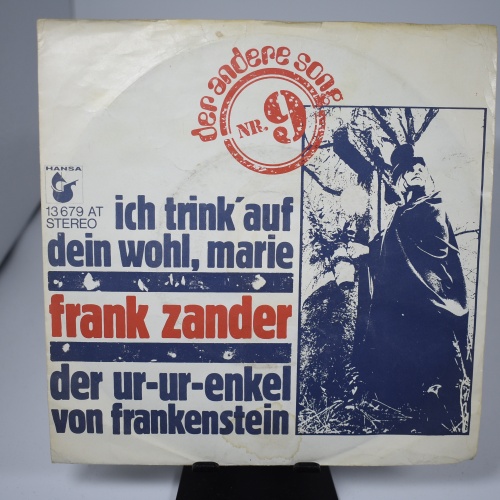 der andere song
NR. 9
HANSA
13 679 AT
STEREO
ich trink' auf
dein wohl, marie
frank zander
der ur-ur-enkel
von frankenstein